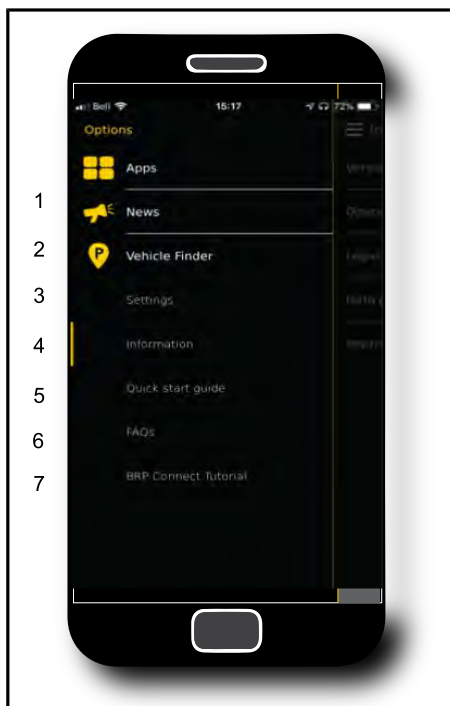 Bell 15:17 72%
Options
Apps
1
News
2
Vehicle Finder
3
Settings
4
Information
5
Quick start guide
6
FAQs
7
BRP Connect Tutorial